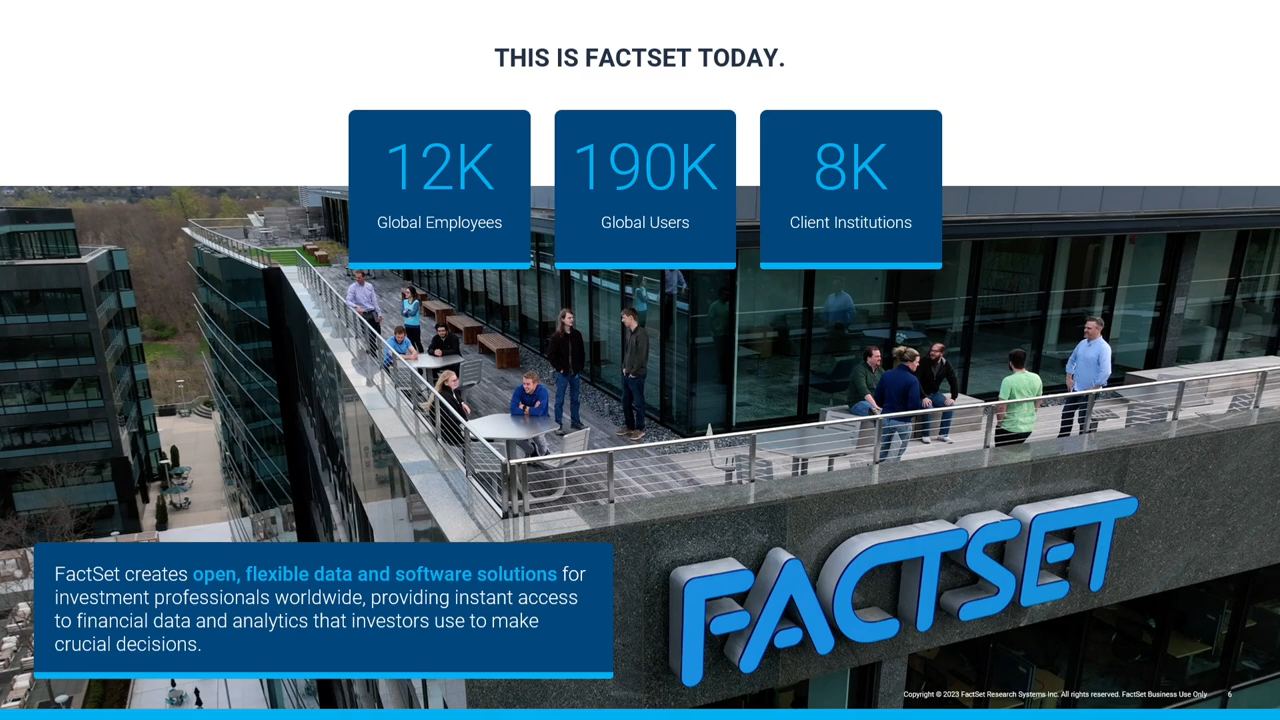 THIS IS FACTSET TODAY.
12K
Global Employees
190K
Global Users
8K
Client Institutions
FactSet creates open, flexible data and software solutions for
investment professionals worldwide, providing instant access
to financial data and analytics that investors use to make
crucial decisions.
FACTSET
Copyright © 2023 FactSet Research Systems Inc. All rights reserved. FactSet Business Use Only
6